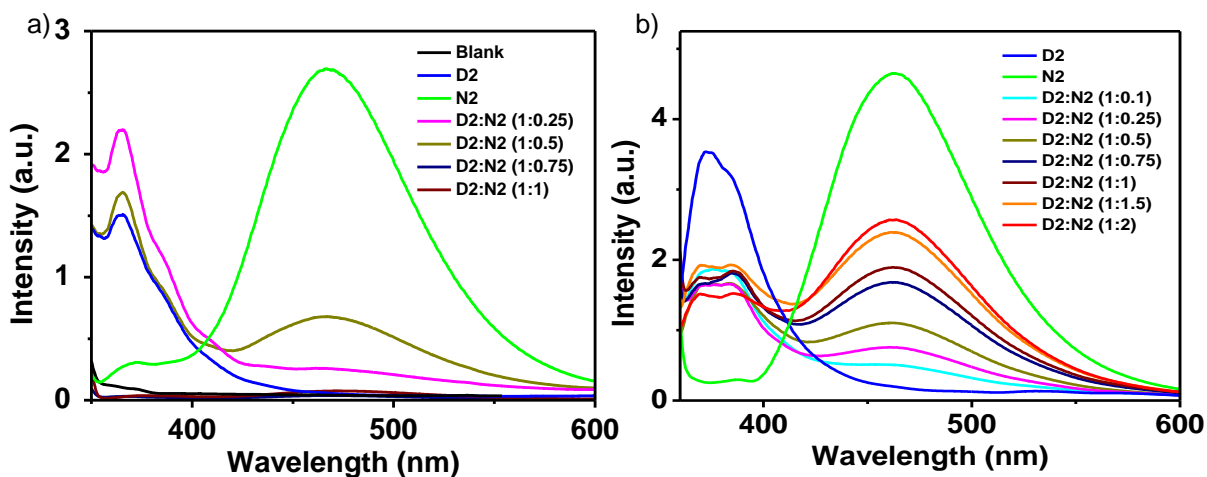 a)
3
2
1
0
Intensity (a.u.)
400
500
600
Wavelength (nm)
Blank
D2
N2
D2:N2 (1:0.25)
D2:N2 (1:0.5)
D2:N2 (1:0.75)
D2:N2 (1:1)
b)
4
2
0
Intensity (a.u.)
400
500
600
Wavelength (nm)
D2
N2
D2:N2 (1:0.1)
D2:N2 (1:0.25)
D2:N2 (1:0.5)
D2:N2 (1:0.75)
D2:N2 (1:1)
D2:N2 (1:1.5)
D2:N2 (1:2)